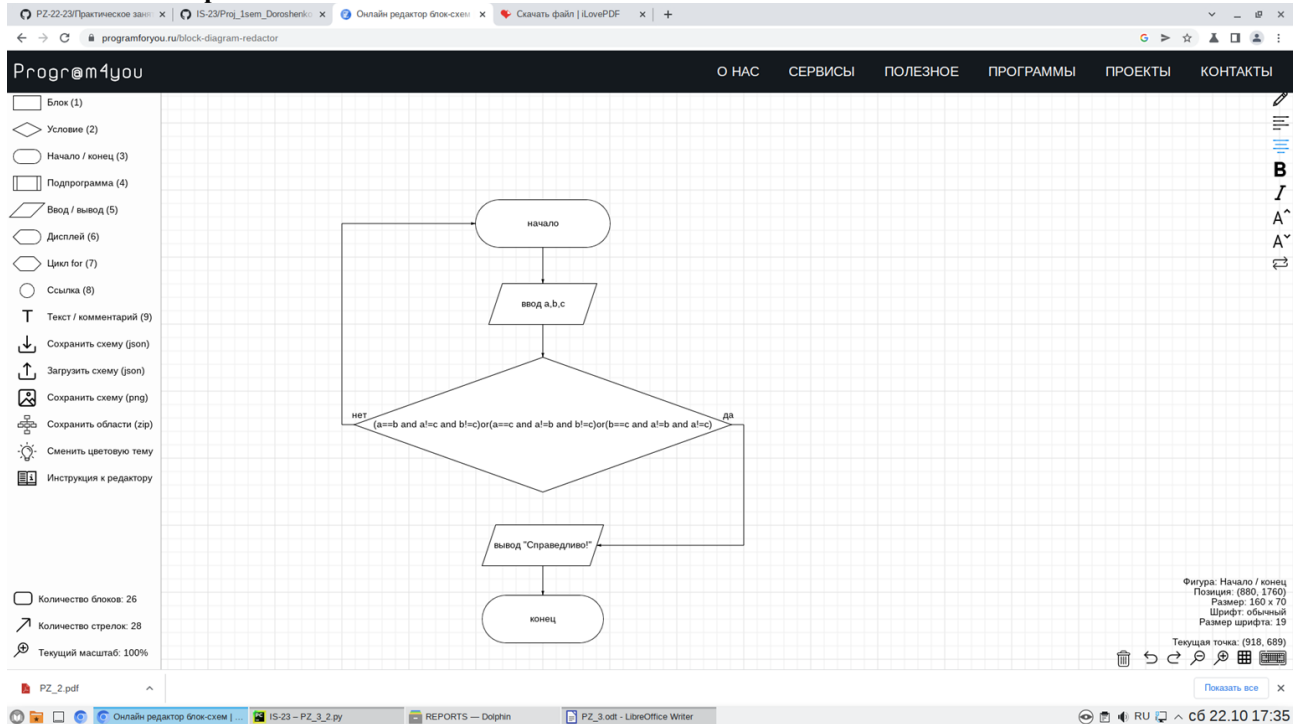 PZ-22-23/Практическое занят
IS-23/Proj_1sem_Doroshenko
Онлайн редактор блок-схем
Скачать файл | iLovePDF
programforyou.ru/block-diagram-redactor
Progr@m4you
О НАС
СЕРВИСЫ
ПОЛЕЗНОЕ
ПРОГРАММЫ
ПРОЕКТЫ
КОНТАКТЫ
Блок (1)
Условие (2)
Начало / конец (3)
Подпрограмма (4)
Ввод / вывод (5)
Дисплей (6)
Цикл for (7)
Ссылка (8)
T Текст / комментарий (9)
Сохранить схему (json)
Загрузить схему (json)
Сохранить схему (png)
Сохранить области (zip)
Сменить цветовую тему
Инструкция к редактору
Количество блоков: 26
Количество стрелок: 28
Текущий масштаб: 100%
начало
ввод a,b,c
нет
да
(a==b and a!=c and b!=c)or(a==c and a!=b and b!=c)or(b==c and a!=b and a!=c)
вывод "Справедливо!"
конец
B
I
A^
A˅
Фигура: Начало / конец
Позиция: (880, 1760)
Размер: 160 x 70
Шрифт: обычный
Размер шрифта: 19
Текущая точка: (918, 689)
PZ_2.pdf
Показать все
Онлайн редактор блок-схем | ...
IS-23 – PZ_3_2.py
REPORTS — Dolphin
PZ_3.odt - LibreOffice Writer
RU
сб 22.10 17:35